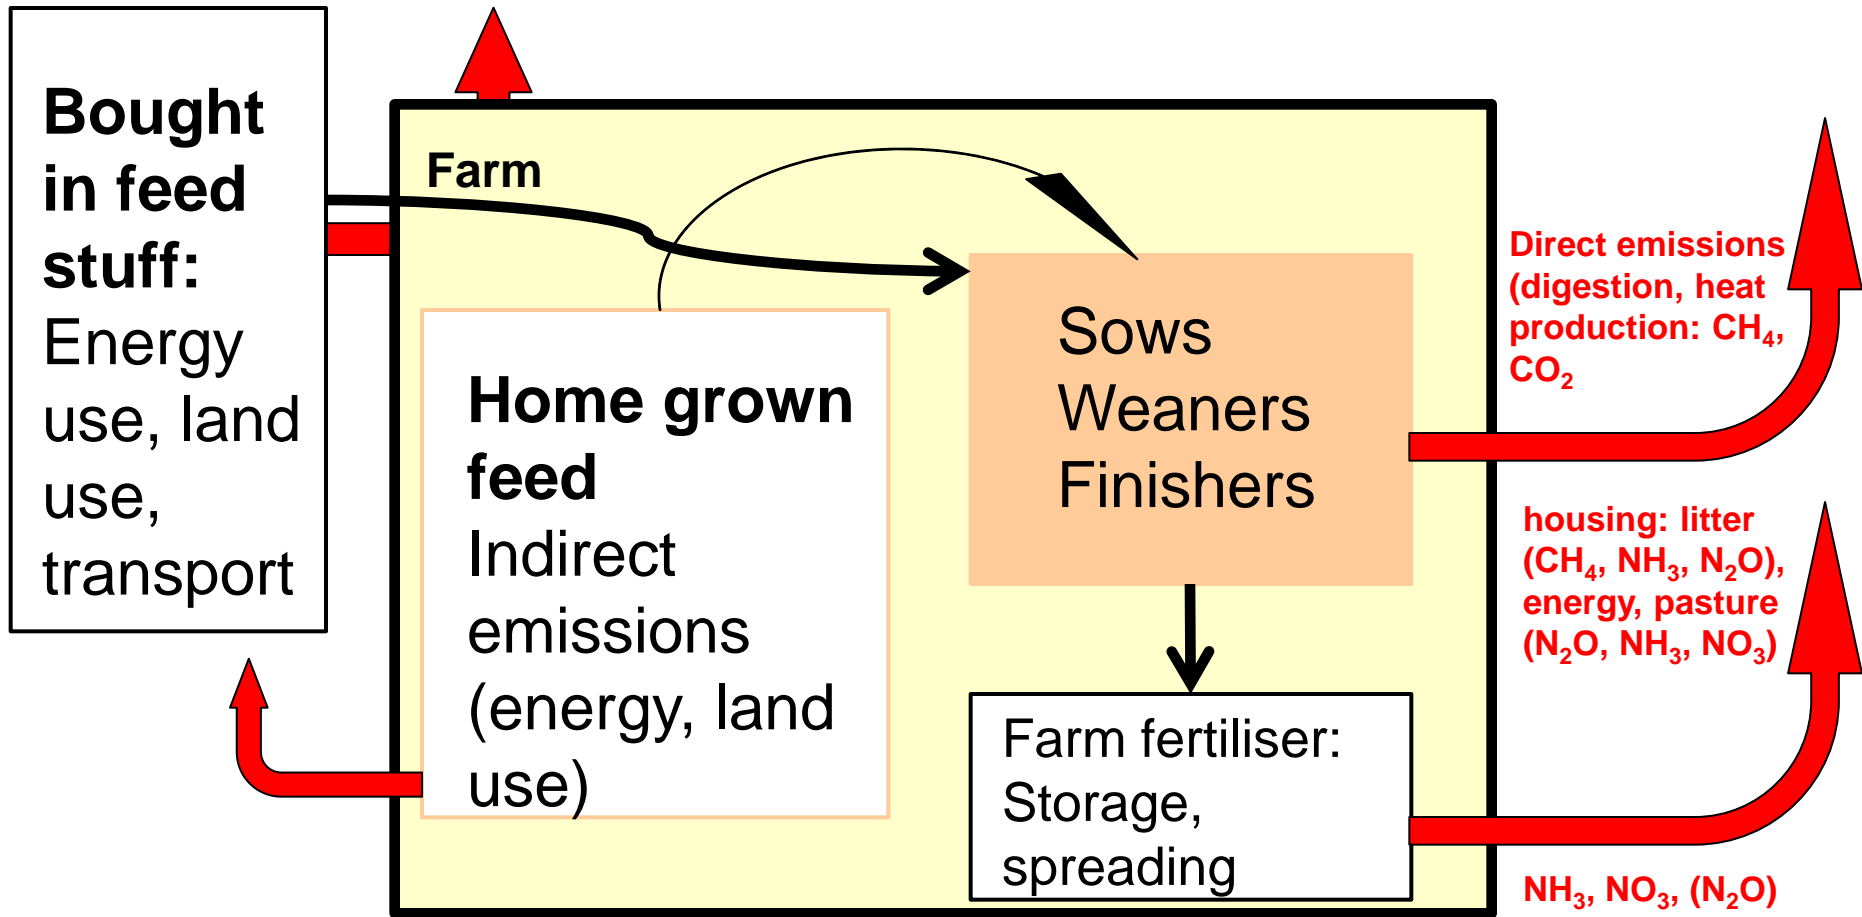 Bought
in feed
stuff:
Energy
use, land
use,
transport
Farm
Home grown
feed
Indirect
emissions
(energy, land
use)
Sows
Weaners
Finishers
Farm fertiliser:
Storage,
spreading
Direct emissions
(digestion, heat
production: CH₄,
CO₂
housing: litter
(CH₄, NH₃, N₂O),
energy, pasture
(N₂O, NH₃, NO₃)
NH₃, NO₃, (N₂O)